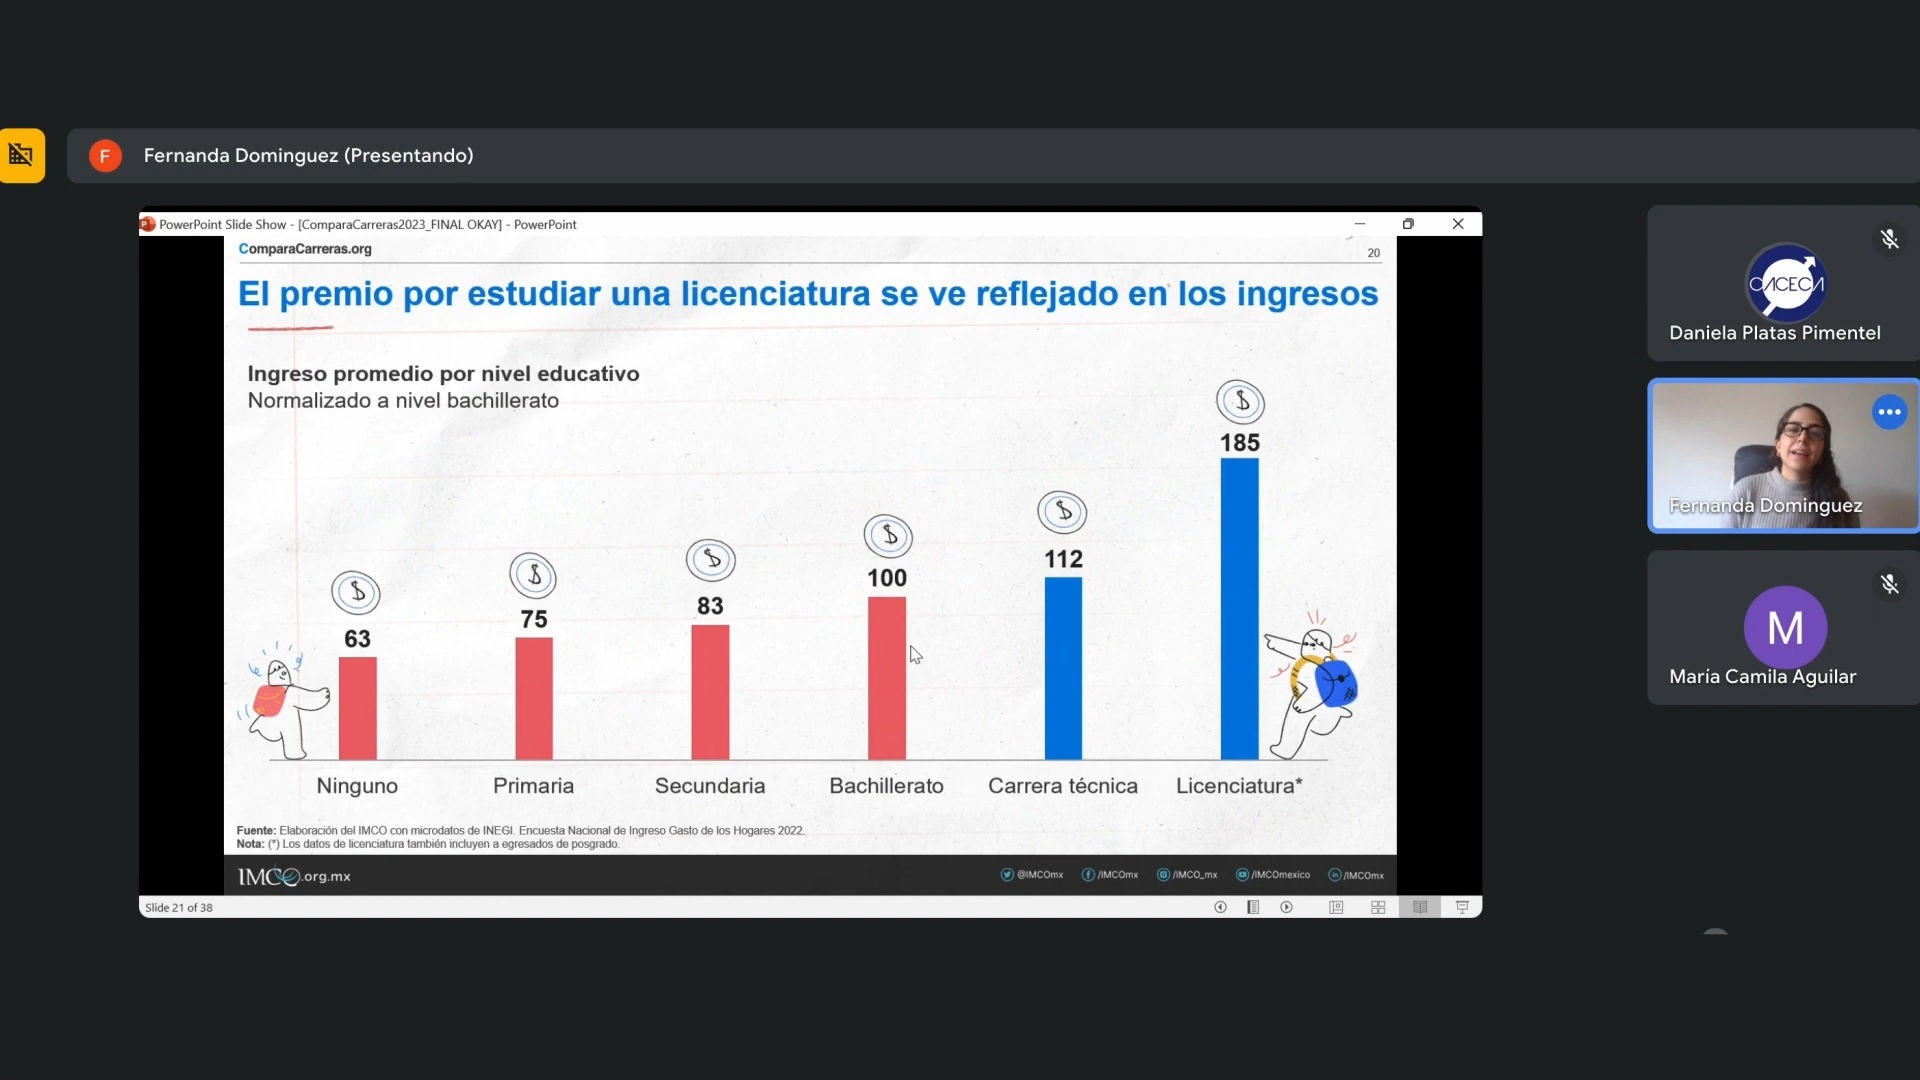 F
Fernanda Dominguez (Presentando)
PowerPoint Slide Show - [ComparaCarreras2023_FINAL OKAY] - PowerPoint
ComparaCarreras.org
20
El premio por estudiar una licenciatura se ve reflejado en los ingresos
Ingreso promedio por nivel educativo
Normalizado a nivel bachillerato
63
75
83
100
112
185
Ninguno
Primaria
Secundaria
Bachillerato
Carrera técnica
Licenciatura*
Fuente: Elaboración del IMCO con microdatos de INEGI. Encuesta Nacional de Ingreso Gasto de los Hogares 2022.
Nota: (*) Los datos de licenciatura también incluyen a egresados de posgrado.
IMCO.org.mx
@IMCOmx
/IMCOmx
/IMCO_mx
/IMCOmexico
/IMCOmx
Slide 21 of 38
CACECA
Daniela Platas Pimentel
Fernanda Dominguez
M
María Camila Aguilar